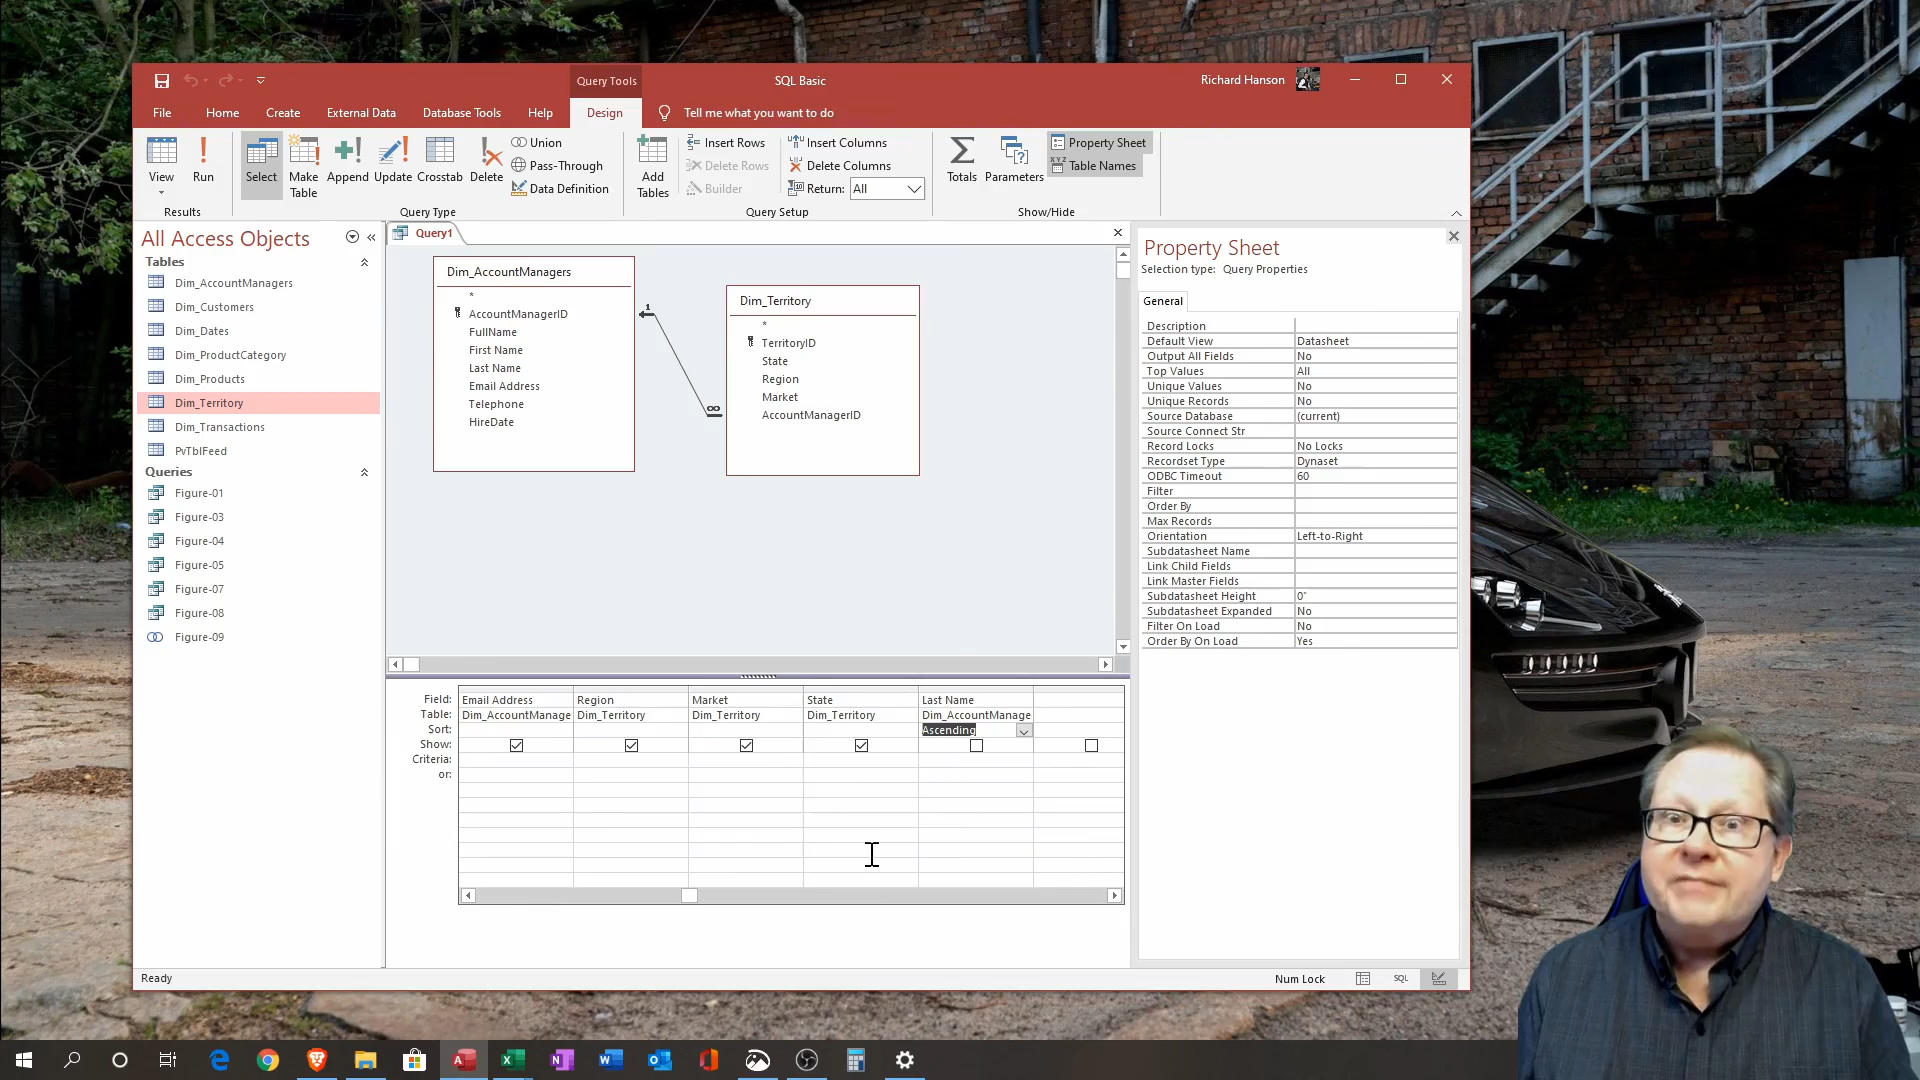 Query Tools
SQL Basic
Richard Hanson
File
Home
Create
External Data
Database Tools
Help
Design
Tell me what you want to do
View
Run
Select
Make
Table
Append
Update
Crosstab
Delete
Union
Pass-Through
Data Definition
Add
Tables
Insert Rows
Delete Rows
Builder
Insert Columns
Delete Columns
Return: All
Totals
Parameters
Property Sheet
Table Names
Results
Query Type
Query Setup
Show/Hide
All Access Objects
Tables
Dim_AccountManagers
Dim_Customers
Dim_Dates
Dim_ProductCategory
Dim_Products
Dim_Territory
Dim_Transactions
PvTblFeed
Queries
Figure-01
Figure-03
Figure-04
Figure-05
Figure-07
Figure-08
Figure-09
Query1
Dim_AccountManagers
*
AccountManagerID
FullName
First Name
Last Name
Email Address
Telephone
HireDate
1
∞
Dim_Territory
*
TerritoryID
State
Region
Market
AccountManagerID
Field: Email Address Region Market State Last Name
Table: Dim_AccountManage Dim_Territory Dim_Territory Dim_Territory Dim_AccountManage
Sort: Ascending
Show:
Criteria:
or:
Property Sheet
Selection type: Query Properties
General
Description
Default View Datasheet
Output All Fields No
Top Values All
Unique Values No
Unique Records No
Source Database (current)
Source Connect Str
Record Locks No Locks
Recordset Type Dynaset
ODBC Timeout 60
Filter
Order By
Max Records
Orientation Left-to-Right
Subdatasheet Name
Link Child Fields
Link Master Fields
Subdatasheet Height 0"
Subdatasheet Expanded No
Filter On Load No
Order By On Load Yes
Ready
Num Lock
SQL